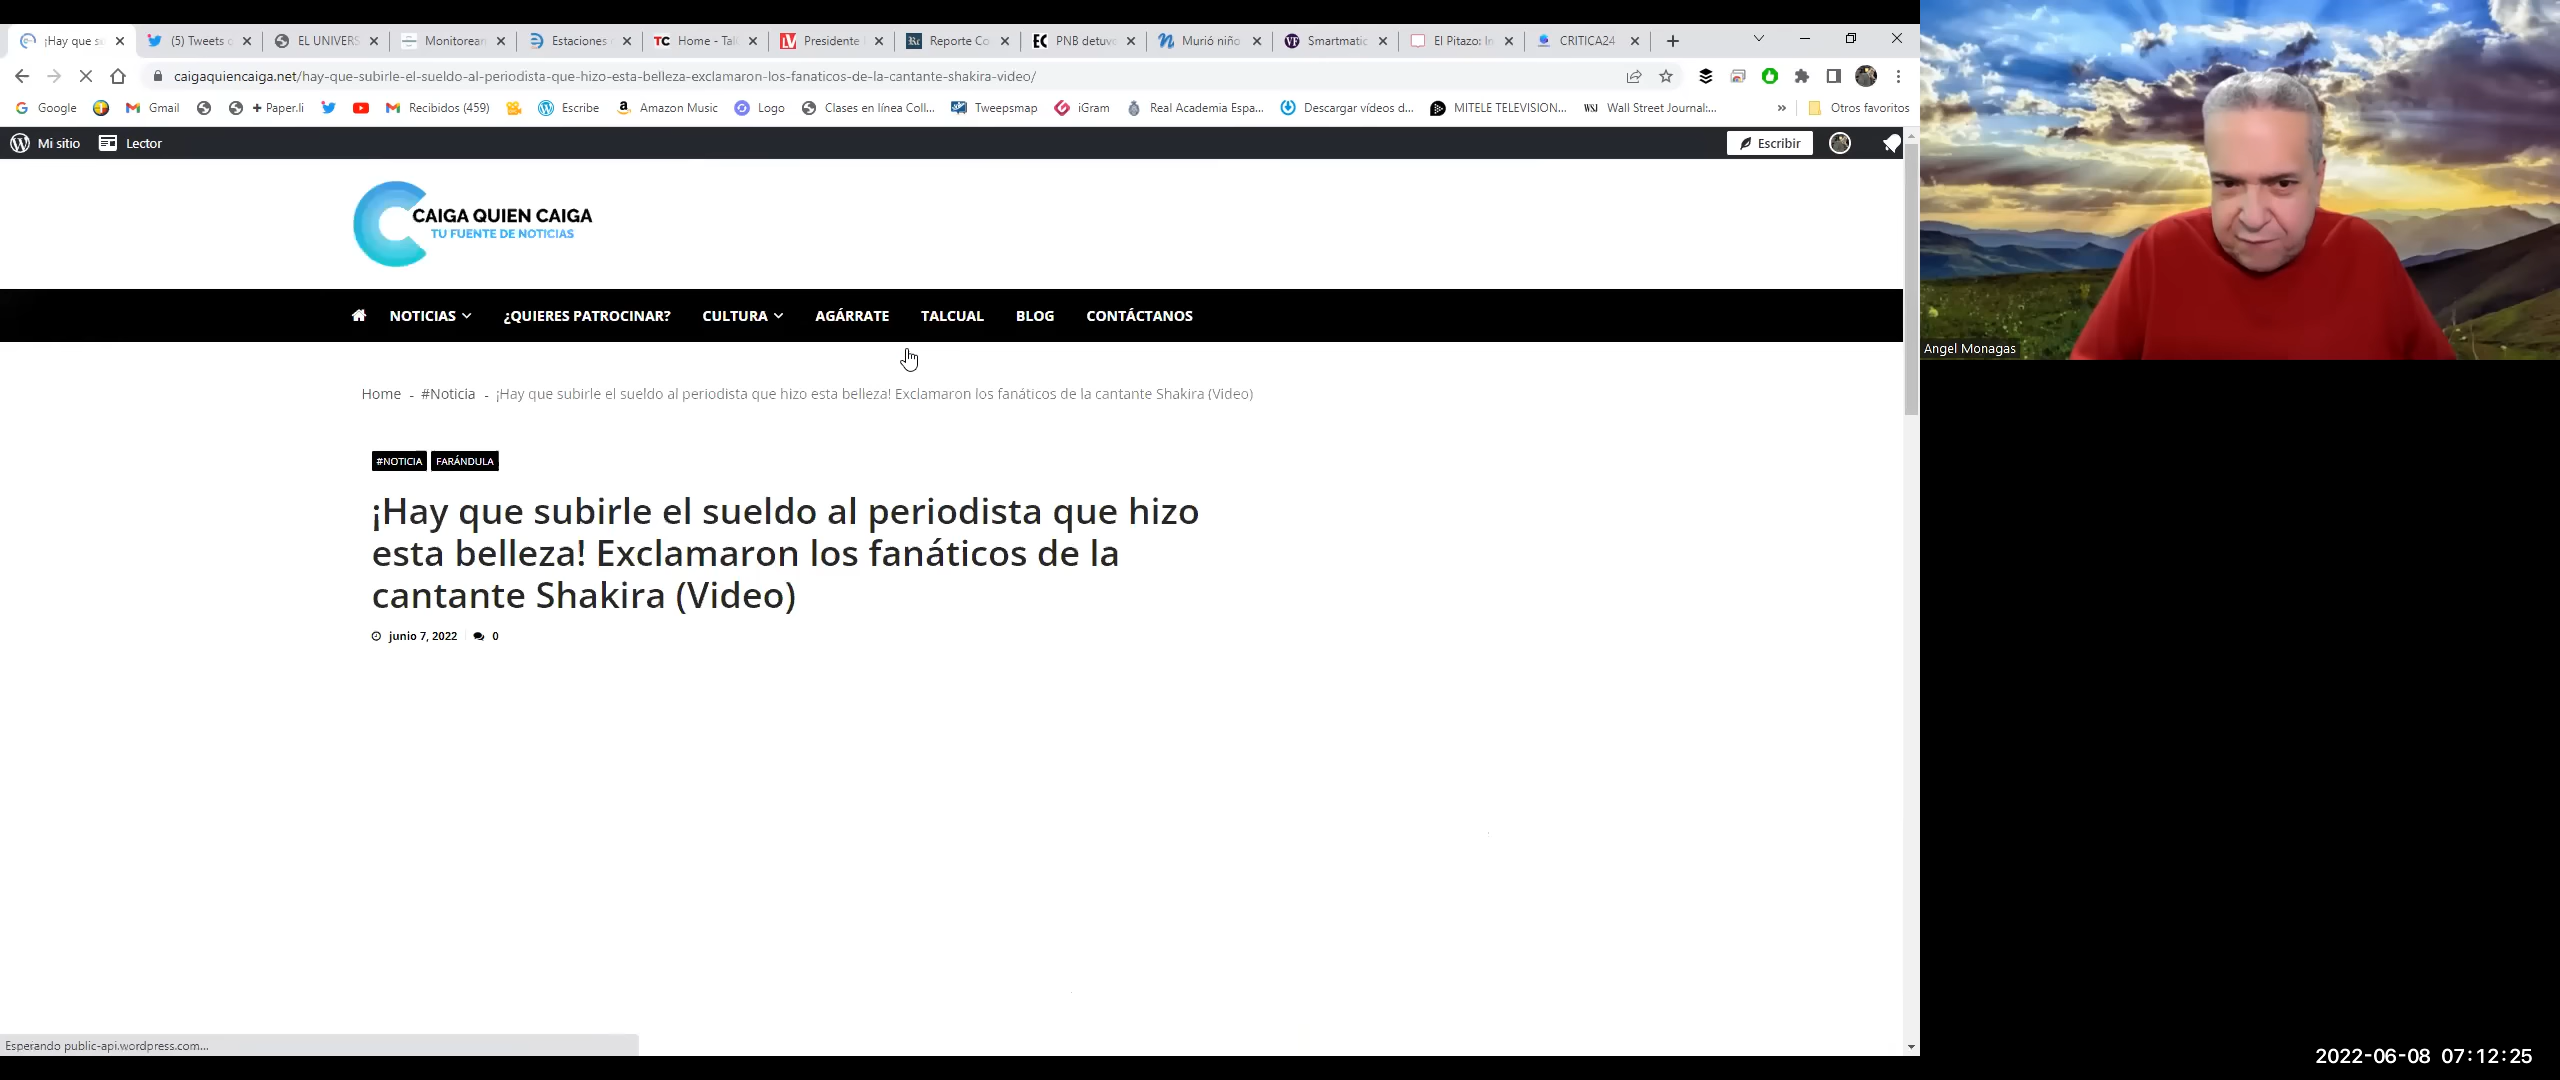 ¡Hay que su
(5) Tweets c
EL UNIVERS
Monitorean
Estaciones
TC Home - Tal
LV Presidente
Rc Reporte Co
EC PNB detuv
Murió niño
VF Smartmatic
El Pitazo: In
CRITICA24
caigaquiencaiga.net/hay-que-subirle-el-sueldo-al-periodista-que-hizo-esta-belleza-exclamaron-los-fanaticos-de-la-cantante-shakira-video/
Google
Gmail
+ Paper.li
Recibidos (459)
Escribe
Amazon Music
Logo
Clases en línea Coll...
Tweepsmap
iGram
Real Academia Espa...
Descargar vídeos d...
MITELE TELEVISION...
WSJ Wall Street Journal:...
» Otros favoritos
Mi sitio
Lector
Escribir
CAIGA QUIEN CAIGA
TU FUENTE DE NOTICIAS
NOTICIAS ¿QUIERES PATROCINAR? CULTURA AGÁRRATE TALCUAL BLOG CONTÁCTANOS
Home - #Noticia - ¡Hay que subirle el sueldo al periodista que hizo esta belleza! Exclamaron los fanáticos de la cantante Shakira (Video)
#NOTICIA FARÁNDULA
¡Hay que subirle el sueldo al periodista que hizo
esta belleza! Exclamaron los fanáticos de la
cantante Shakira (Video)
junio 7, 2022 0
Esperando public-api.wordpress.com...
Angel Monagas
2022-06-08 07:12:25